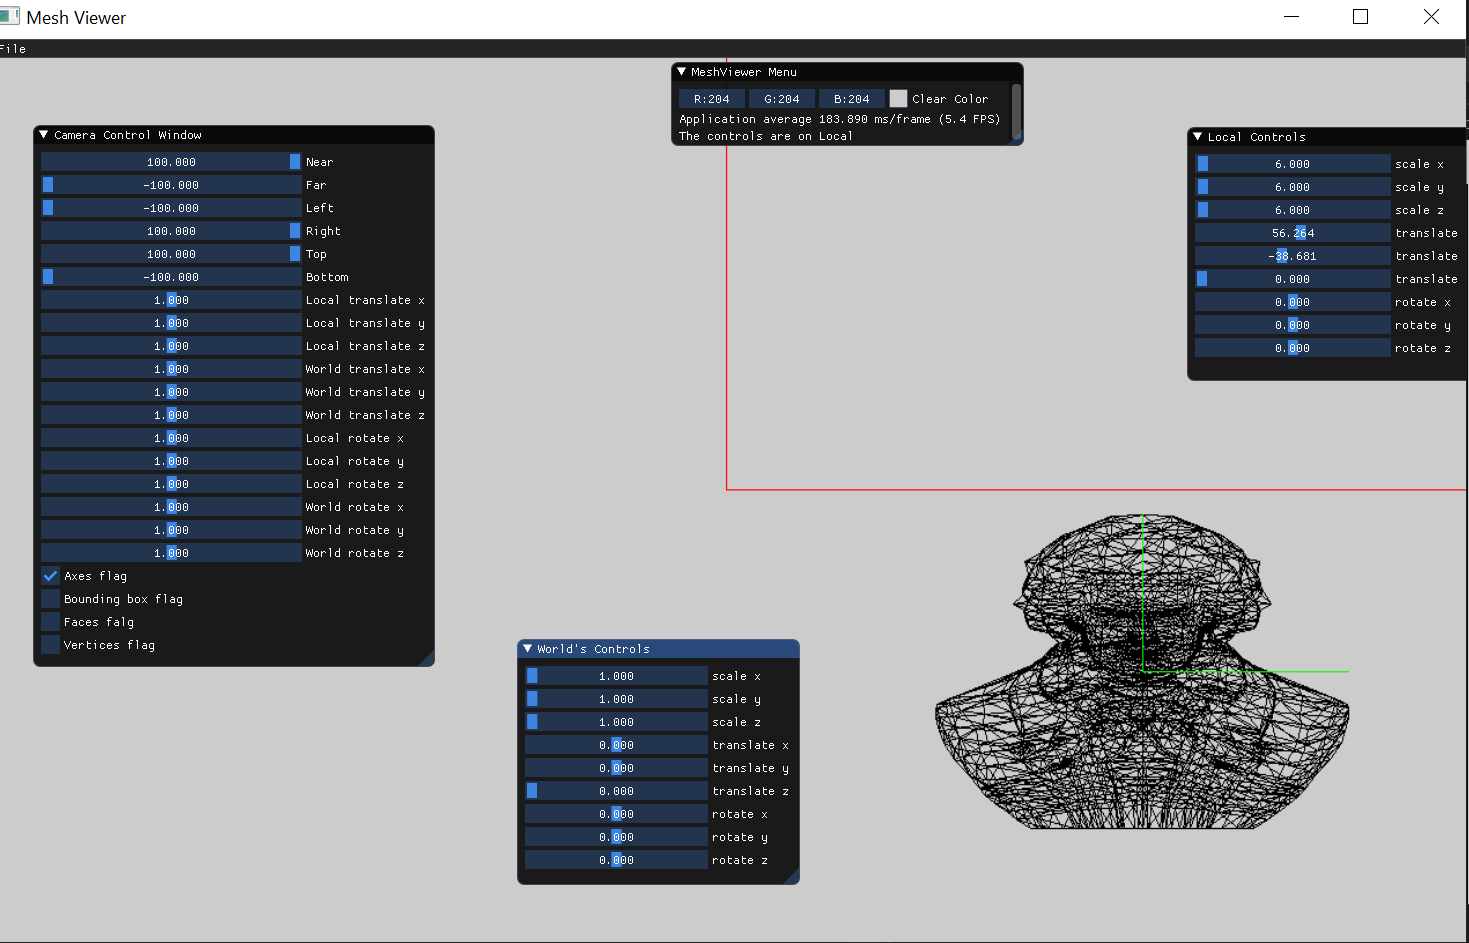 Mesh Viewer
File
MeshViewer Menu
R:204 G:204 B:204 Clear Color
Application average 183.890 ms/frame (5.4 FPS)
The controls are on Local
Camera Control Window
100.000 Near
-100.000 Far
-100.000 Left
100.000 Right
100.000 Top
-100.000 Bottom
1.000 Local translate x
1.000 Local translate y
1.000 Local translate z
1.000 World translate x
1.000 World translate y
1.000 World translate z
1.000 Local rotate x
1.000 Local rotate y
1.000 Local rotate z
1.000 World rotate x
1.000 World rotate y
1.000 World rotate z
Axes flag
Bounding box flag
Faces falg
Vertices flag
Local Controls
6.000 scale x
6.000 scale y
6.000 scale z
56.264 translate
-38.681 translate
0.000 translate
0.000 rotate x
0.000 rotate y
0.000 rotate z
World's Controls
1.000 scale x
1.000 scale y
1.000 scale z
0.000 translate x
0.000 translate y
0.000 translate z
0.000 rotate x
0.000 rotate y
0.000 rotate z